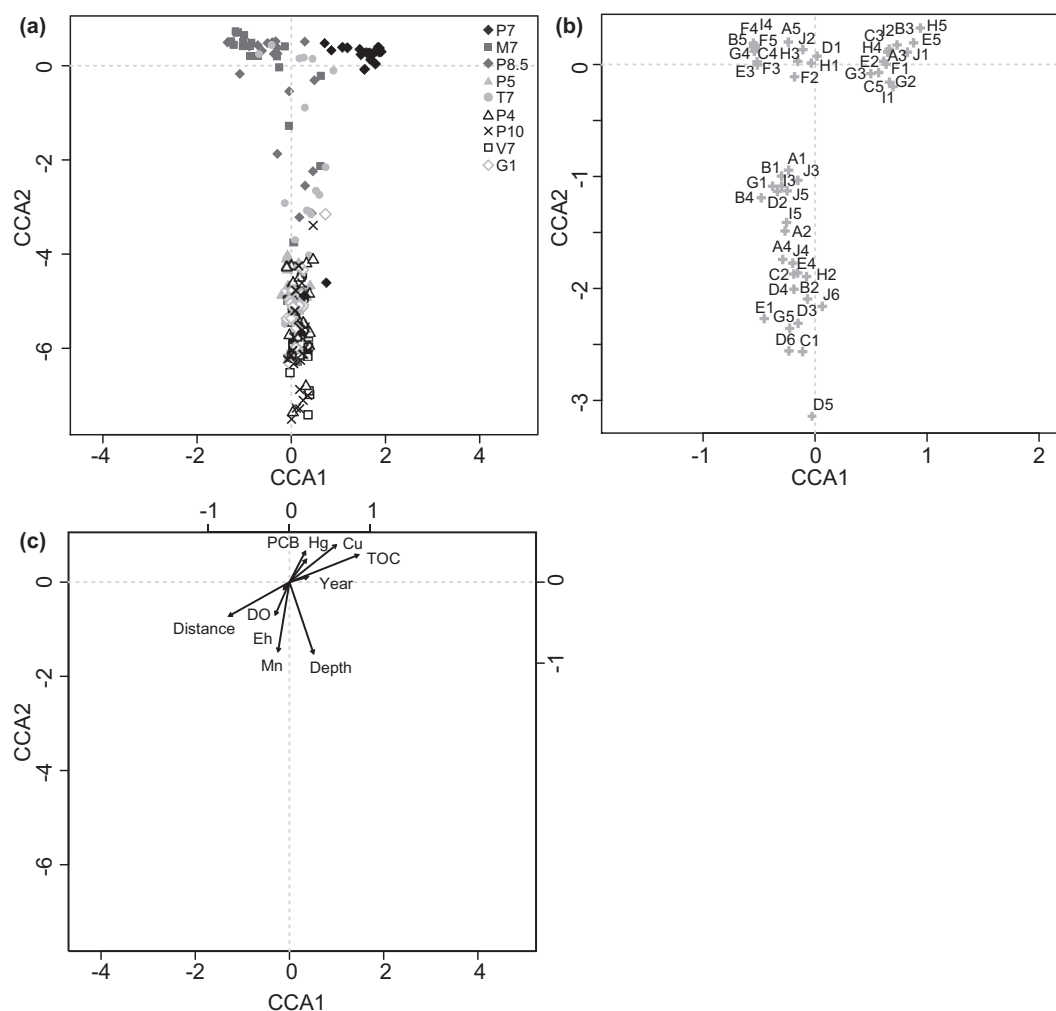 (a)
P7
M7
P8.5
P5
T7
P4
P10
V7
G1
0
-2
-4
-6
CCA2
-4 -2 0 2 4
CCA1
(b)
F4 I4 A5 J2 D1
B5 F5
G4 C4 H3 H1
E3 F3 F2
C3 J2 B3 H5
H4 A3 J1 E5
E2 F1
G3 C5 G2
I1
A1
B1 J3
G1 I3
B4 D2 J5
I5
A2
A4 J4
E4
C2 H2
D4 B2 J6
E1 G5 D3
D6 C1
D5
0
-1
-2
-3
CCA2
-1 0 1 2
CCA1
(c)
-1 0 1
PCB Hg Cu
TOC
Year
DO
Distance
Eh
Mn Depth
0
-1
0
-2
-4
-6
CCA2
-4 -2 0 2 4
CCA1